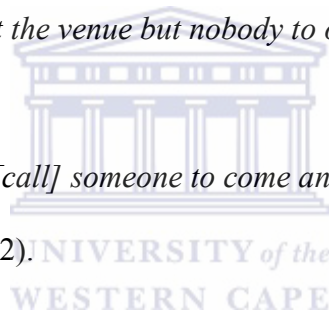 t the venue but nobody to
[call] someone to come an
2).
UNIVERSITY of the
WESTERN CAPE